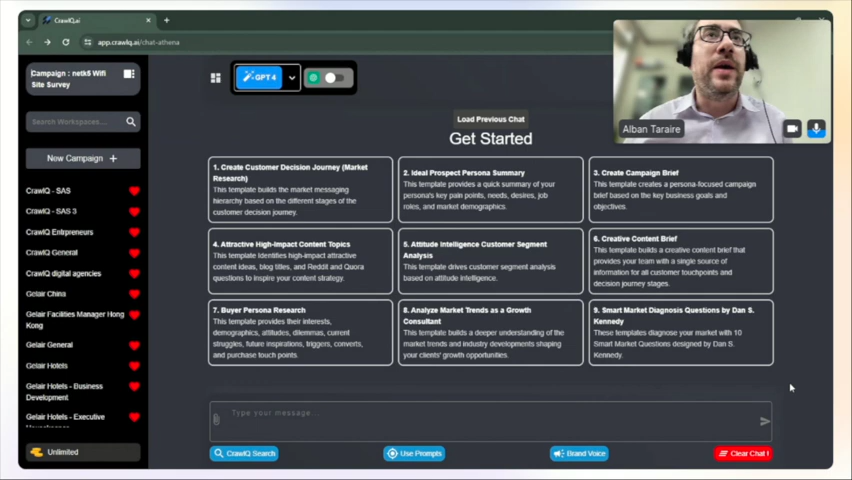 CrawlQ.ai
app.crawlq.ai/chat-athena
Campaign : netk5 Wifi
Site Survey
Search Workspaces...
New Campaign +
CrawlQ - SAS
CrawlQ - SAS 3
CrawlQ Entrpreneurs
CrawlQ General
CrawlQ digital agencies
Gelair China
Gelair Facilities Manager Hong
Kong
Gelair General
Gelair Hotels
Gelair Hotels - Business
Development
Gelair Hotels - Executive
Unlimited
GPT 4
Load Previous Chat
Get Started
1. Create Customer Decision Journey (Market
Research)
This template builds the market messaging
hierarchy based on the different stages of the
customer decision journey.
2. Ideal Prospect Persona Summary
This template provides a quick summary of your
persona's key pain points, needs, desires, job
roles, and market demographics.
3. Create Campaign Brief
This template creates a persona-focused campaign
brief based on the key business goals and
objectives.
4. Attractive High-Impact Content Topics
This template Identifies high-impact attractive
content ideas, blog titles, and Reddit and Quora
questions to inspire your content strategy.
5. Attitude Intelligence Customer Segment
Analysis
This template drives customer segment analysis
based on attitude intelligence.
6. Creative Content Brief
This template builds a creative content brief that
provides your team with a single source of
information for all customer touchpoints and
decision journey stages.
7. Buyer Persona Research
This template provides their interests,
demographics, attitudes, dilemmas, current
struggles, future inspirations, triggers, converts,
and purchase touch points.
8. Analyze Market Trends as a Growth
Consultant
This template builds a deeper understanding of the
market trends and industry developments shaping
your clients' growth opportunities.
9. Smart Market Diagnosis Questions by Dan S.
Kennedy
These templates diagnose your market with 10
Smart Market Questions designed by Dan S.
Kennedy.
Type your message...
CrawlQ Search
Use Prompts
Brand Voice
Clear Chat !
Alban Taraire